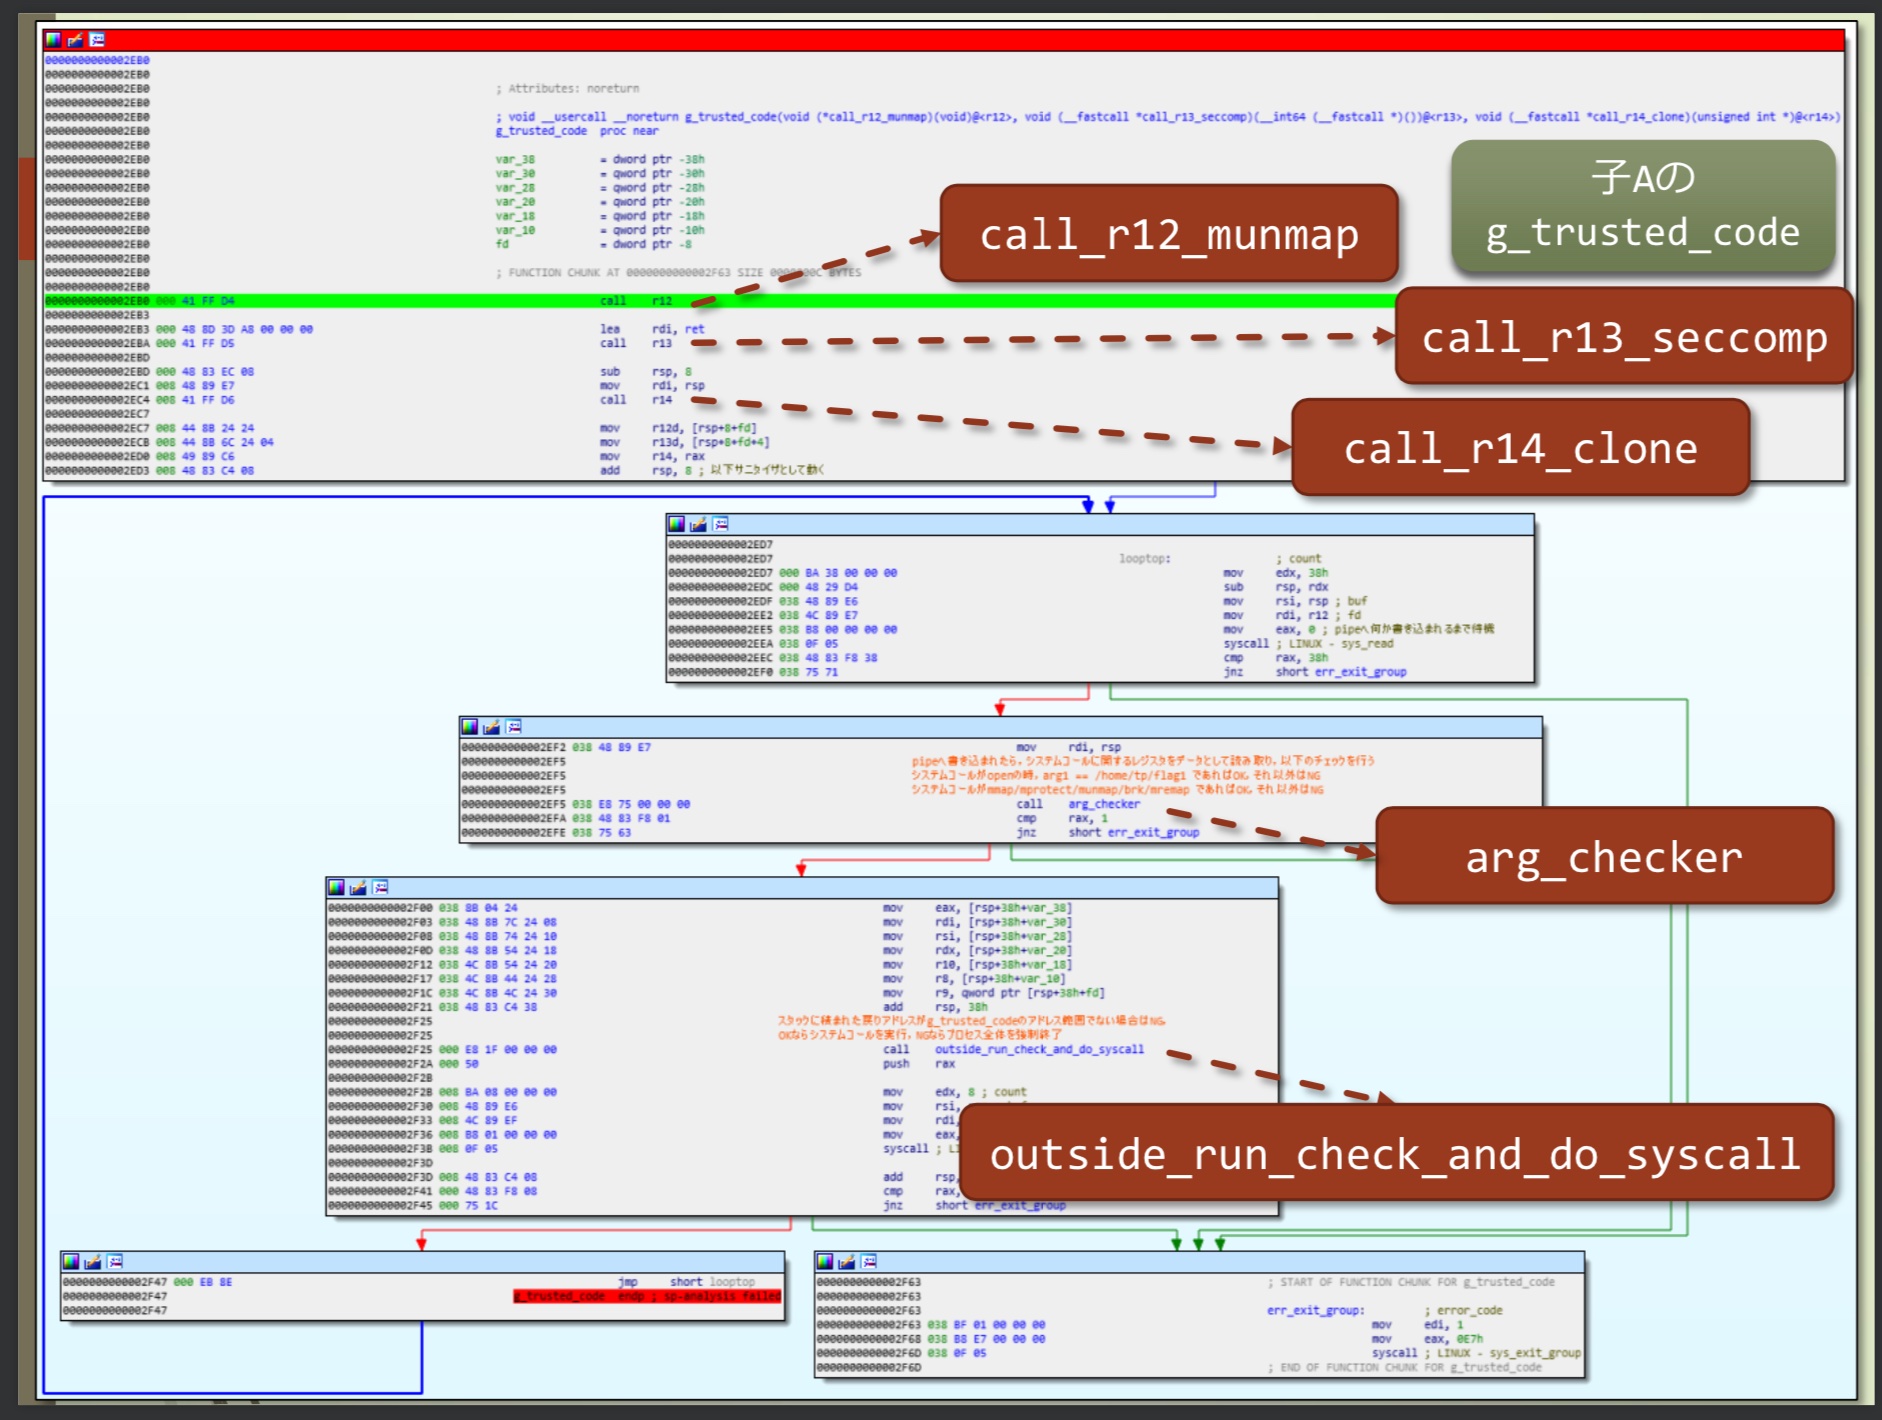 0000000000002EB0
0000000000002EB0
0000000000002EB0 ; Attributes: noreturn
0000000000002EB0
0000000000002EB0 ; void __usercall __noreturn g_trusted_code(void (*call_r12_munmap)(void)@<r12>, void (__fastcall *call_r13_seccomp)(__int64 (__fastcall *)())@<r13>, void (__fastcall *call_r14_clone)(unsigned int *)@<r14>)
0000000000002EB0 g_trusted_code proc near
0000000000002EB0
0000000000002EB0 var_38 = dword ptr -38h
0000000000002EB0 var_30 = qword ptr -30h
0000000000002EB0 var_28 = qword ptr -28h
0000000000002EB0 var_20 = qword ptr -20h
0000000000002EB0 var_18 = qword ptr -18h
0000000000002EB0 var_10 = qword ptr -10h
0000000000002EB0 fd = dword ptr -8
0000000000002EB0
0000000000002EB0 ; FUNCTION CHUNK AT 0000000000002F63 SIZE BYTES
0000000000002EB0
0000000000002EB0 000 41 FF D4 call r12
0000000000002EB3
0000000000002EB3 000 48 8D 3D A8 00 00 00 lea rdi, ret
0000000000002EBA 000 41 FF D5 call r13
0000000000002EBD
0000000000002EBD 000 48 83 EC 08 sub rsp, 8
0000000000002EC1 008 48 89 E7 mov rdi, rsp
0000000000002EC4 008 41 FF D6 call r14
0000000000002EC7
0000000000002EC7 008 44 8B 24 24 mov r12d, [rsp+8+fd]
0000000000002ECB 008 44 8B 6C 24 04 mov r13d, [rsp+8+fd+4]
0000000000002ED0 008 49 89 C6 mov r14, rax
0000000000002ED3 008 48 83 C4 08 add rsp, 8 ; 以下サニタイザとして動く
子Aの
g_trusted_code
call_r12_munmap
call_r13_seccomp
call_r14_clone
0000000000002ED7
0000000000002ED7 looptop: ; count
0000000000002ED7 000 BA 38 00 00 00 mov edx, 38h
0000000000002EDC 000 48 29 D4 sub rsp, rdx
0000000000002EDF 038 48 89 E6 mov rsi, rsp ; buf
0000000000002EE2 038 4C 89 E7 mov rdi, r12 ; fd
0000000000002EE5 038 B8 00 00 00 00 mov eax, 0 ; pipeへ何か書き込まれるまで待機
0000000000002EEA 038 0F 05 syscall ; LINUX - sys_read
0000000000002EEC 038 48 83 F8 38 cmp rax, 38h
0000000000002EF0 038 75 71 jnz short err_exit_group
0000000000002EF2 038 48 89 E7 mov rdi, rsp
0000000000002EF5 pipeへ書き込まれたら、システムコールに関するレジスタをデータとして読み取り、以下のチェックを行う
0000000000002EF5 システムコールがopenの時、arg1 == /home/tp/flag1 であればOK、それ以外はNG
0000000000002EF5 システムコールがmmap/mprotect/munmap/brk/mremap であればOK、それ以外はNG
0000000000002EF5 038 E8 75 00 00 00 call arg_checker
0000000000002EFA 038 48 83 F8 01 cmp rax, 1
0000000000002EFE 038 75 63 jnz short err_exit_group
arg_checker
0000000000002F00 038 8B 04 24 mov eax, [rsp+38h+var_38]
0000000000002F03 038 48 8B 7C 24 08 mov rdi, [rsp+38h+var_30]
0000000000002F08 038 48 8B 74 24 10 mov rsi, [rsp+38h+var_28]
0000000000002F0D 038 48 8B 54 24 18 mov rdx, [rsp+38h+var_20]
0000000000002F12 038 4C 8B 54 24 20 mov r10, [rsp+38h+var_18]
0000000000002F17 038 4C 8B 44 24 28 mov r8, [rsp+38h+var_10]
0000000000002F1C 038 4C 8B 4C 24 30 mov r9, qword ptr [rsp+38h+fd]
0000000000002F21 038 48 83 C4 38 add rsp, 38h
0000000000002F25 スタックに積まれた戻りアドレスがg_trusted_codeのアドレス範囲でない場合はNG、
0000000000002F25 OKならシステムコールを実行、NGならプロセス全体を強制終了
0000000000002F25 000 E8 1F 00 00 00 call outside_run_check_and_do_syscall
0000000000002F2A 000 50 push rax
0000000000002F2B
0000000000002F2B 008 BA 08 00 00 00 mov edx, 8 ; count
0000000000002F30 008 48 89 E6 mov rsi,
0000000000002F33 008 4C 89 EF mov rdi,
0000000000002F36 008 B8 01 00 00 00 mov eax,
0000000000002F3B 008 0F 05 syscall ; LI
0000000000002F3D
0000000000002F3D 008 48 83 C4 08 add rsp,
0000000000002F41 000 48 83 F8 08 cmp rax,
0000000000002F45 000 75 1C jnz short err_exit_group
outside_run_check_and_do_syscall
0000000000002F47 000 EB 8E jmp short looptop
0000000000002F47 g_trusted_code endp ; sp-analysis failed
0000000000002F47
0000000000002F63 ; START OF FUNCTION CHUNK FOR g_trusted_code
0000000000002F63
0000000000002F63 err_exit_group: ; error_code
0000000000002F63 038 BF 01 00 00 00 mov edi, 1
0000000000002F68 038 B8 E7 00 00 00 mov eax, 0E7h
0000000000002F6D 038 0F 05 syscall ; LINUX - sys_exit_group
0000000000002F6D ; END OF FUNCTION CHUNK FOR g_trusted_code